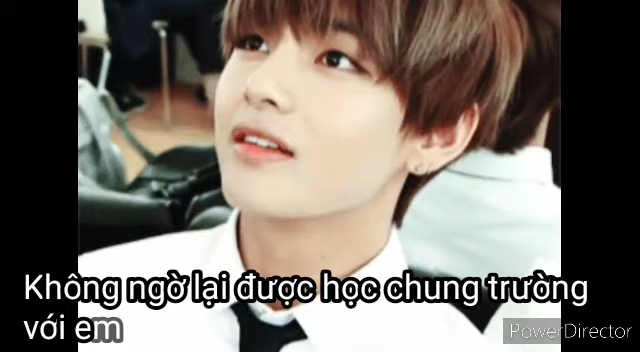 Không ngờ lại được học chung trường
với em
PowerDirector